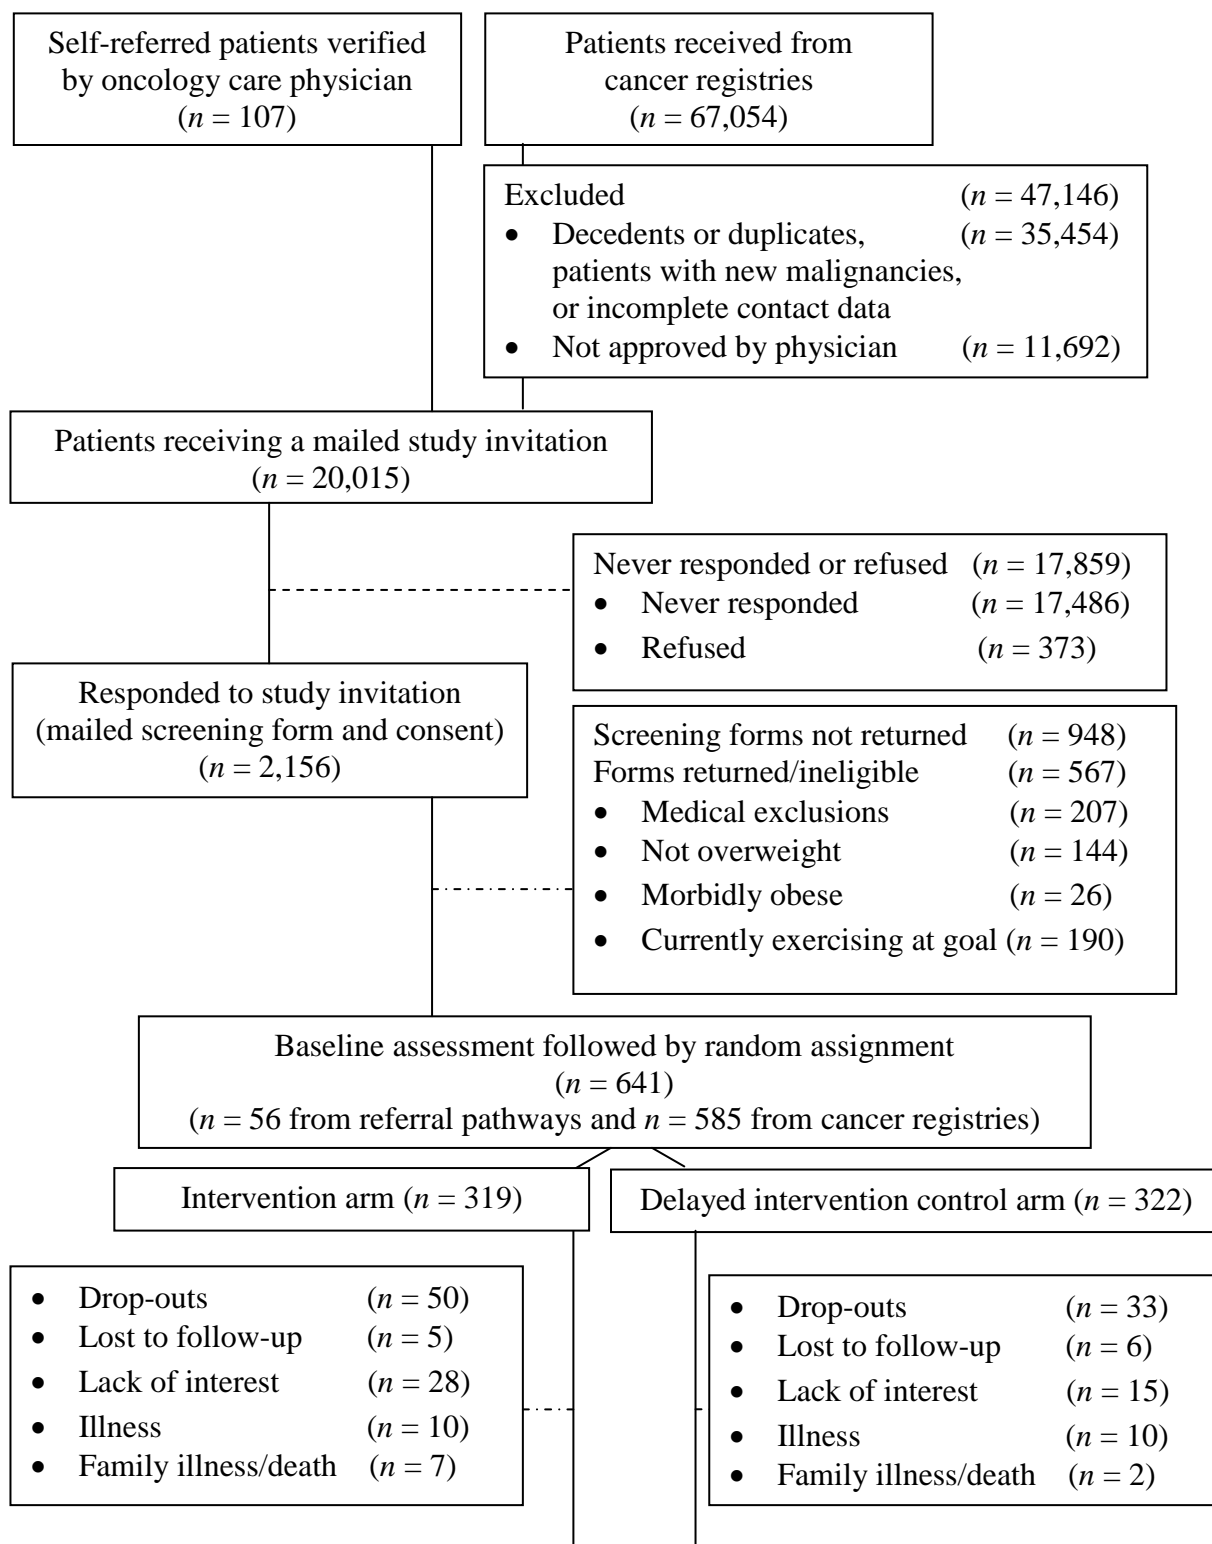 Self-referred patients verified
by oncology care physician
(n = 107)
Patients received from
cancer registries
(n = 67,054)
Excluded (n = 47,146)
• Decedents or duplicates, (n = 35,454)
patients with new malignancies,
or incomplete contact data
• Not approved by physician (n = 11,692)
Patients receiving a mailed study invitation
(n = 20,015)
Never responded or refused (n = 17,859)
• Never responded (n = 17,486)
• Refused (n = 373)
Responded to study invitation
(mailed screening form and consent)
(n = 2,156)
Screening forms not returned (n = 948)
Forms returned/ineligible (n = 567)
• Medical exclusions (n = 207)
• Not overweight (n = 144)
• Morbidly obese (n = 26)
• Currently exercising at goal (n = 190)
Baseline assessment followed by random assignment
(n = 641)
(n = 56 from referral pathways and n = 585 from cancer registries)
Intervention arm (n = 319)
Delayed intervention control arm (n = 322)
• Drop-outs (n = 50)
• Lost to follow-up (n = 5)
• Lack of interest (n = 28)
• Illness (n = 10)
• Family illness/death (n = 7)
• Drop-outs (n = 33)
• Lost to follow-up (n = 6)
• Lack of interest (n = 15)
• Illness (n = 10)
• Family illness/death (n = 2)